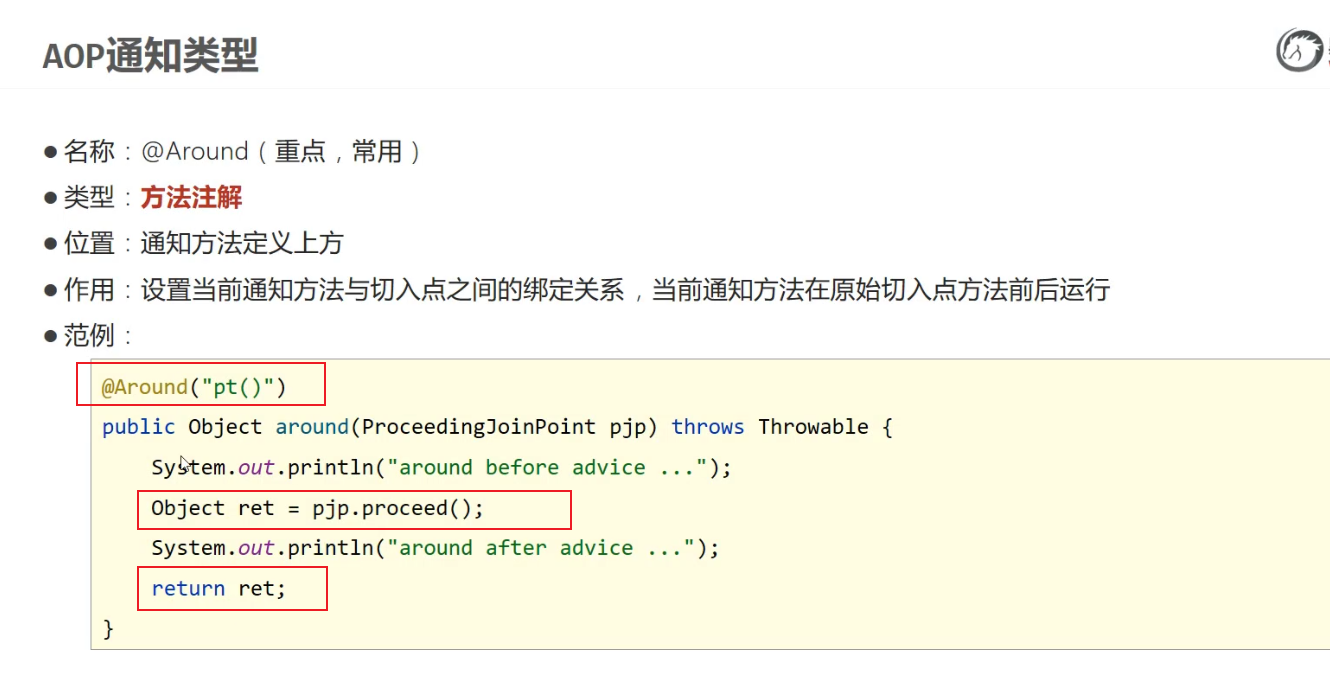 AOP通知类型
● 名称：@Around（重点，常用）
● 类型：方法注解
● 位置：通知方法定义上方
● 作用：设置当前通知方法与切入点之间的绑定关系，当前通知方法在原始切入点方法前后运行
● 范例：
@Around("pt()")
public Object around(ProceedingJoinPoint pjp) throws Throwable {
    System.out.println("around before advice ...");
    Object ret = pjp.proceed();
    System.out.println("around after advice ...");
    return ret;
}